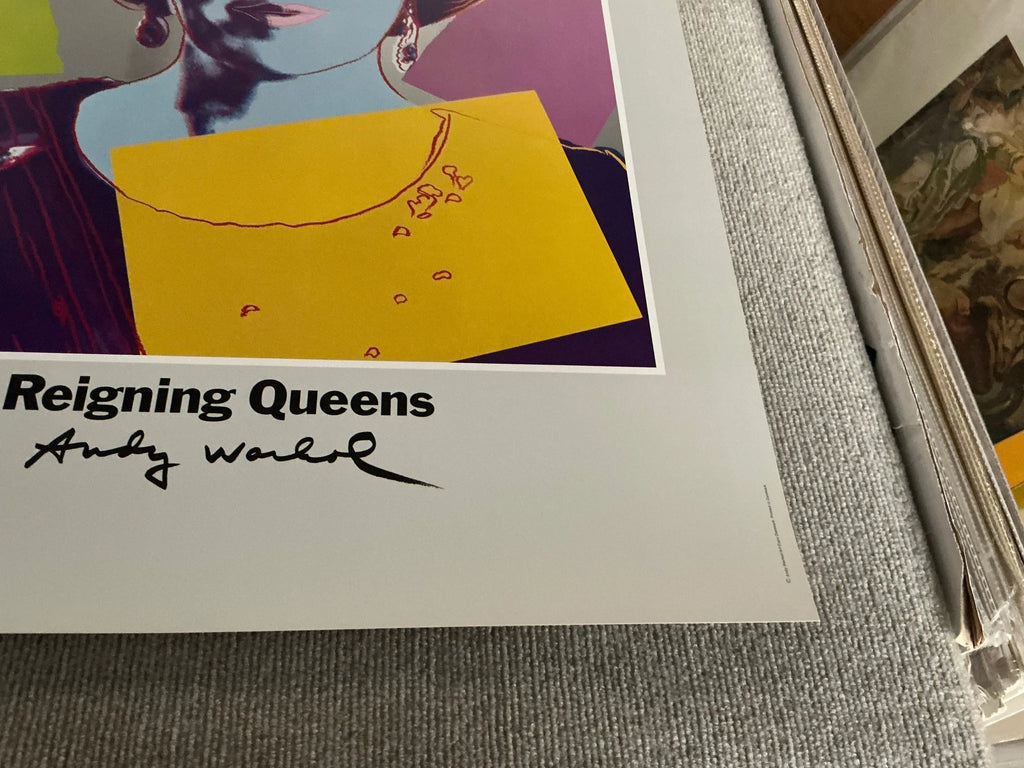 Reigning Queens
Andy Warhol